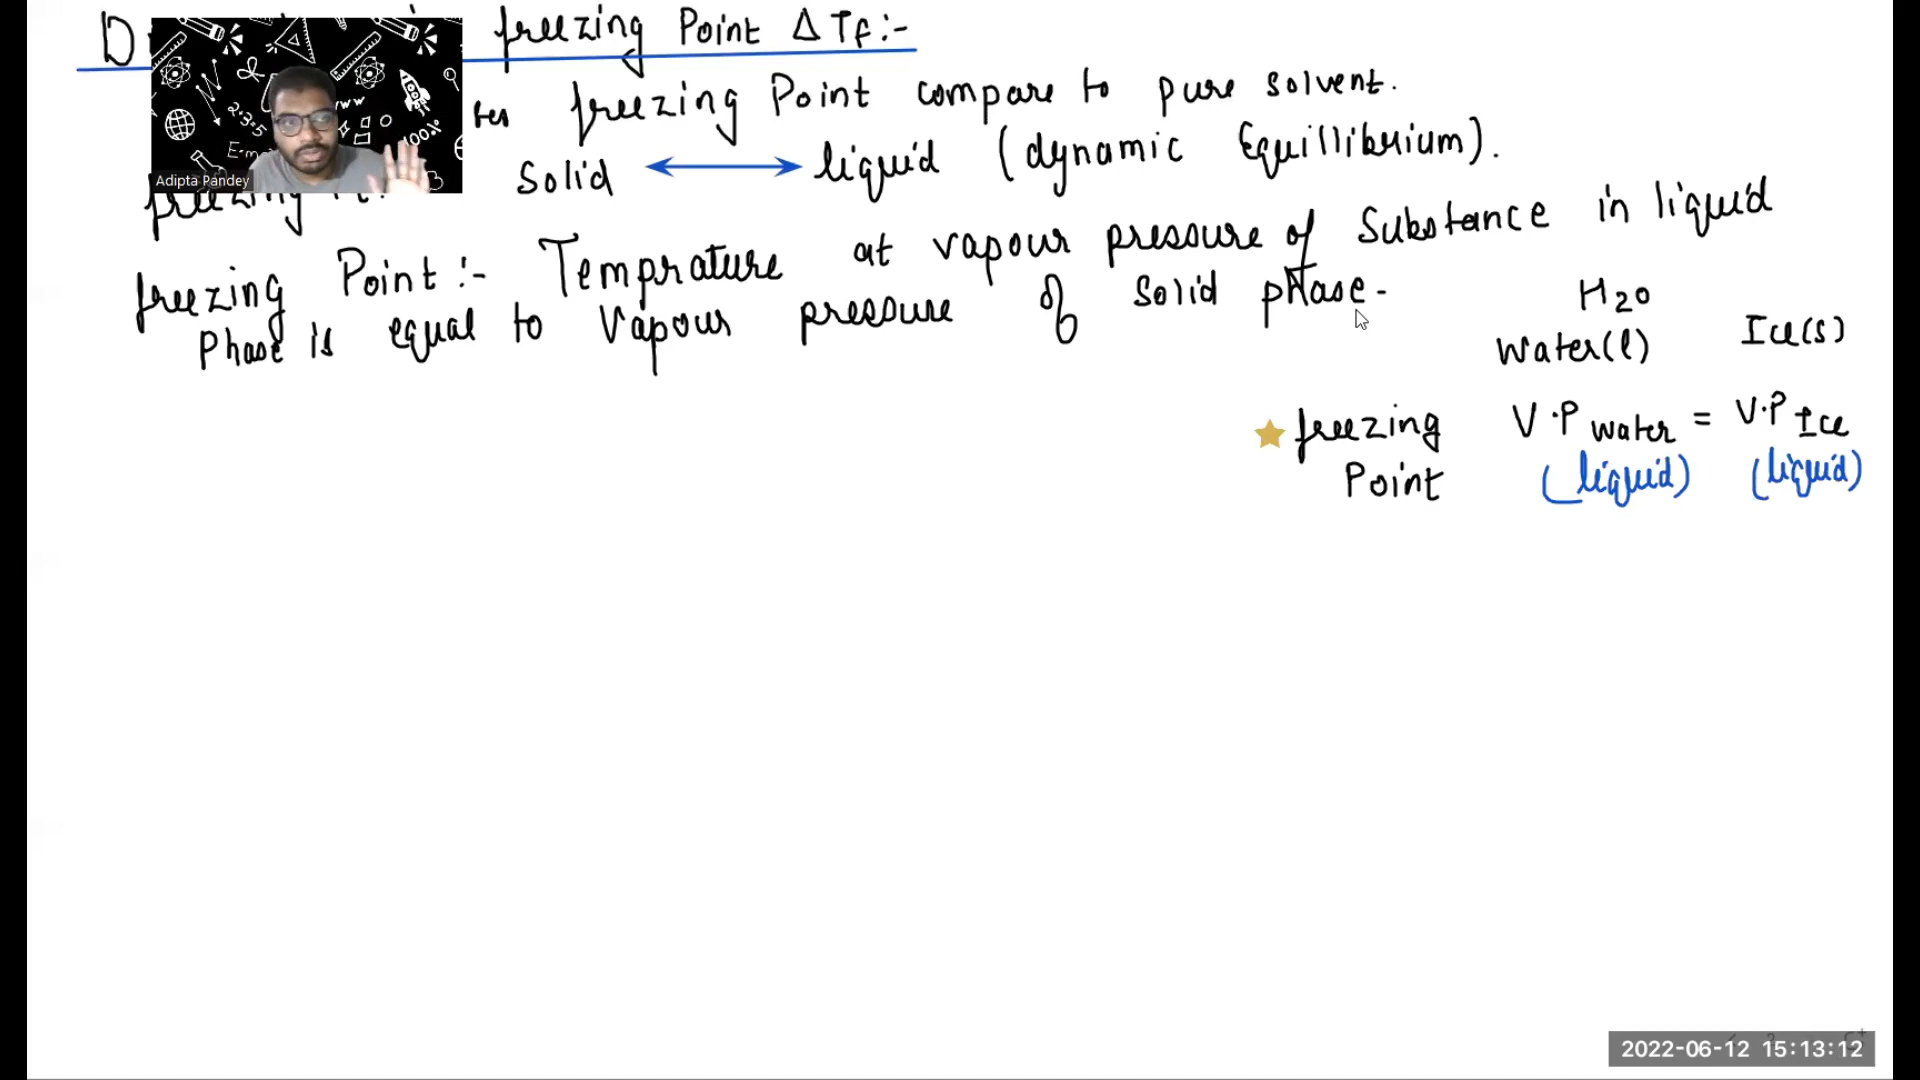 freezing Point Δ Tf :-
freezing Point compare to pure solvent.
Solid ⟷ liquid (dynamic Equillibrium).
freezing
freezing Point :- Temprature at vapour pressure of Substance in liquid
Phase is equal to Vapour pressure of Solid phase-
H2O
Water(l) Ice(s)
★ freezing Point V.P water = V.P Ice
(liquid) (liquid)
Adipta Pandey
2022-06-12 15:13:12